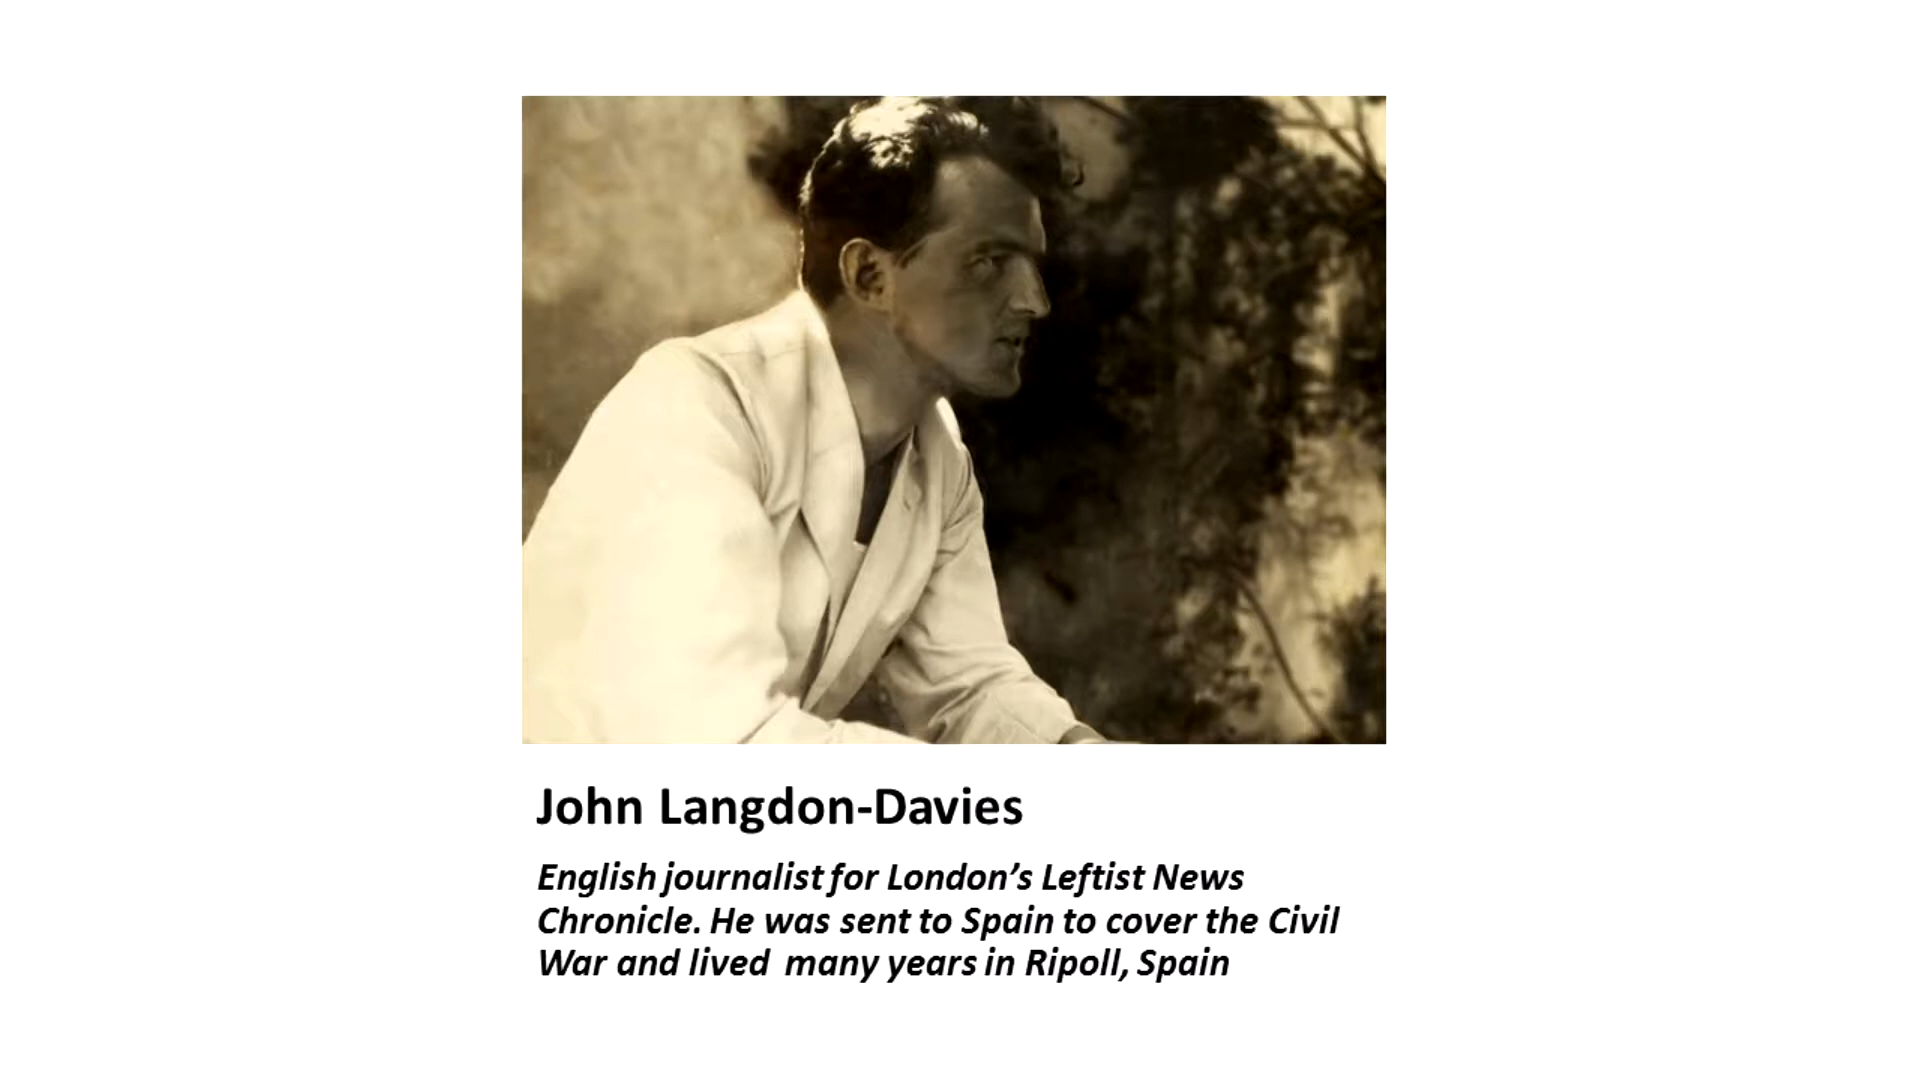 John Langdon-Davies
English journalist for London’s Leftist News
Chronicle. He was sent to Spain to cover the Civil
War and lived  many years in Ripoll, Spain